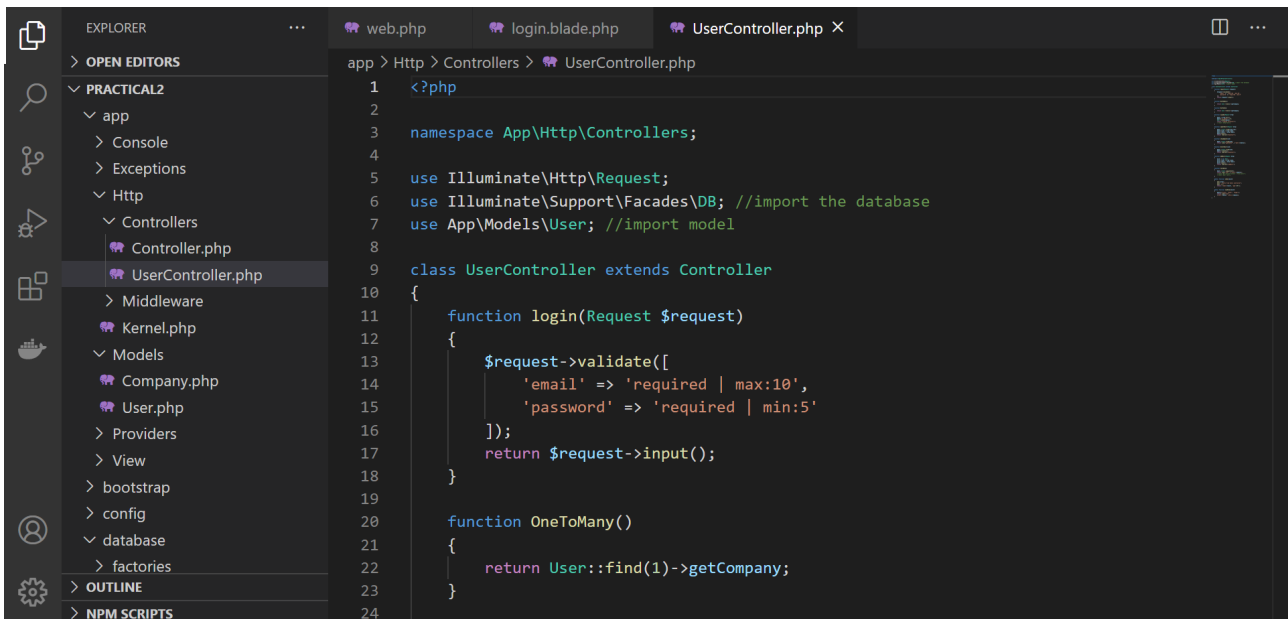 EXPLORER
OPEN EDITORS
PRACTICAL2
app
Console
Exceptions
Http
Controllers
Controller.php
UserController.php
Middleware
Kernel.php
Models
Company.php
User.php
Providers
View
bootstrap
config
database
factories
OUTLINE
NPM SCRIPTS
web.php login.blade.php UserController.php
app > Http > Controllers > UserController.php
1 <?php
2
3 namespace App\Http\Controllers;
4
5 use Illuminate\Http\Request;
6 use Illuminate\Support\Facades\DB; //import the database
7 use App\Models\User; //import model
8
9 class UserController extends Controller
10 {
11     function login(Request $request)
12     {
13         $request->validate([
14             'email' => 'required | max:10',
15             'password' => 'required | min:5'
16         ]);
17         return $request->input();
18     }
19
20     function OneToMany()
21     {
22         return User::find(1)->getCompany;
23     }
24